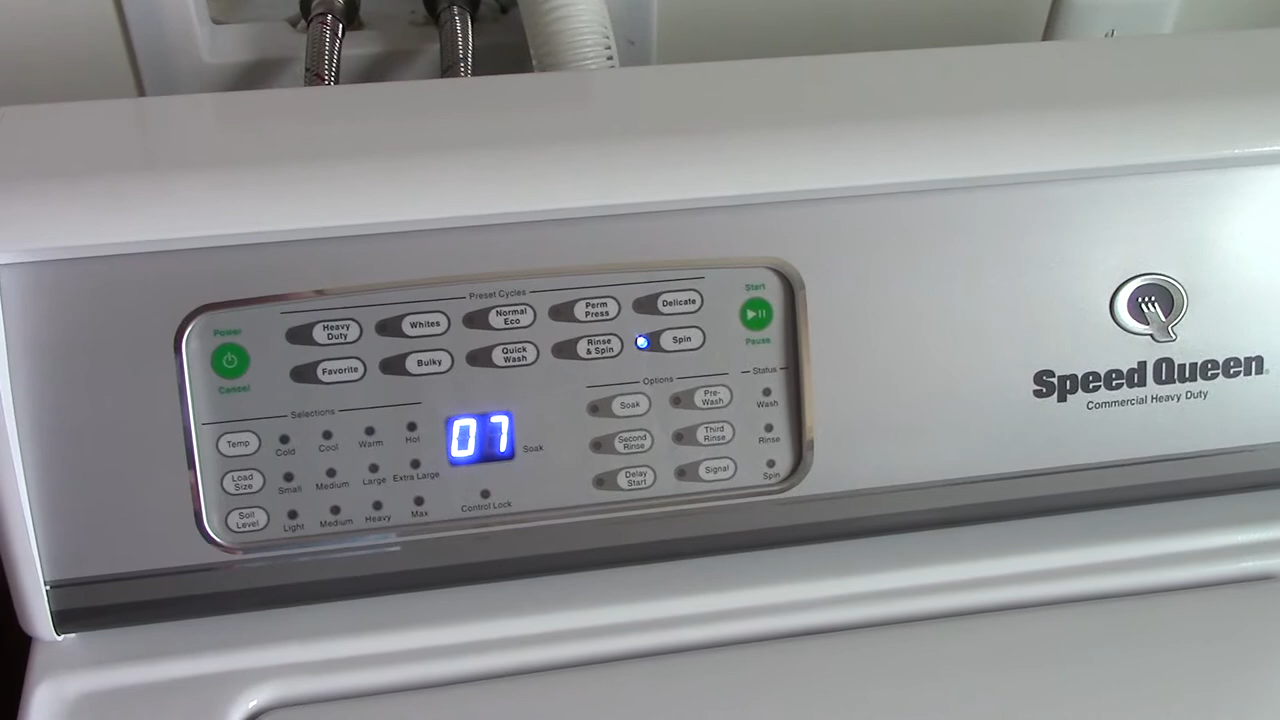 Preset Cycles
Power
Cancel
Heavy Duty
Whites
Normal Eco
Perm Press
Delicate
Favorite
Bulky
Quick Wash
Rinse & Spin
Spin
Start
Pause
Selections
Temp
Cold
Cool
Warm
Hot
Load Size
Small
Medium
Large
Extra Large
Soil Level
Light
Medium
Heavy
Max
07
Soak
Control Lock
Options
Soak
Pre-Wash
Second Rinse
Third Rinse
Delay Start
Signal
Status
Wash
Rinse
Spin
Speed Queen
Commercial Heavy Duty